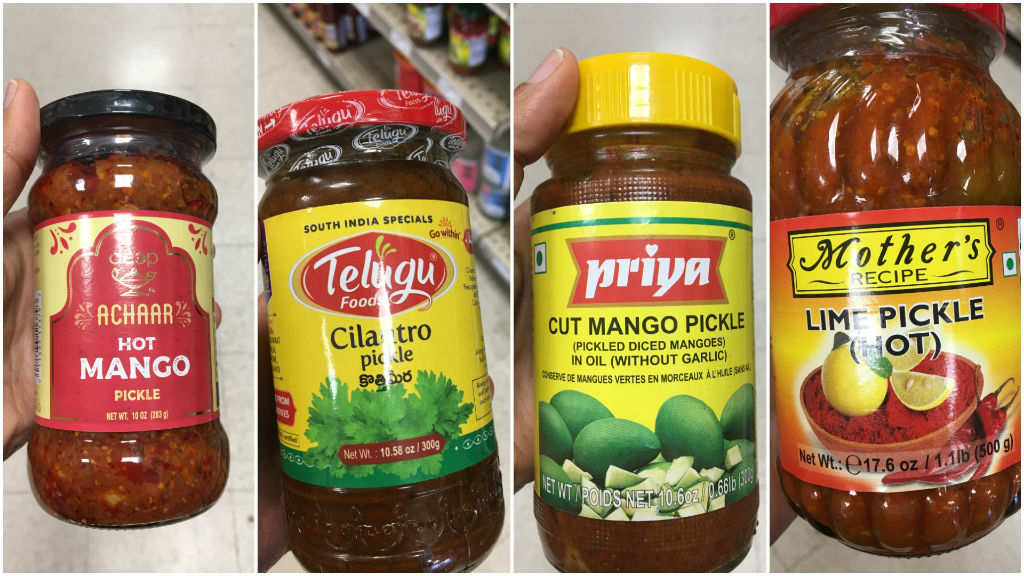 deep
ACHAAR
HOT
MANGO
PICKLE
NET WT. 10 OZ (283 g)
Telugu
Foods
Telugu
SOUTH INDIA SPECIALS
Go within
Telugu®
Foods
Cilantro
pickle
కొత్తిమీర
Net Wt. : 10.58 oz / 300g
priya
®
CUT MANGO PICKLE
(PICKLED DICED MANGOES)
IN OIL (WITHOUT GARLIC)
CONSERVE DE MANGUES VERTES EN MORCEAUX À L'HUILE (SANS AIL
NET WT / POIDS NET 10.6oz / 0.66lb (300g
Mother's
®
RECIPE
LIME PICKLE
(HOT)
Net Wt.: ℮17.6 oz / 1.1lb (500 g)